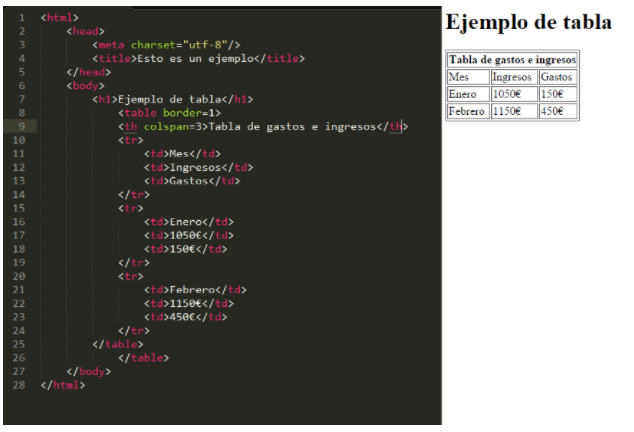 1 <html>
2 <head>
3 <meta charset="utf-8"/>
4 <title>Esto es un ejemplo</title>
5 </head>
6 <body>
7 <h1>Ejemplo de tabla</h1>
8 <table border=1>
9 <th colspan=3>Tabla de gastos e ingresos</th>
10 <tr>
11 <td>Mes</td>
12 <td>Ingresos</td>
13 <td>Gastos</td>
14 </tr>
15 <tr>
16 <td>Enero</td>
17 <td>1050€</td>
18 <td>150€</td>
19 </tr>
20 <tr>
21 <td>Febrero</td>
22 <td>1150€</td>
23 <td>450€</td>
24 </tr>
25 </table>
26 </table>
27 </body>
28 </html>
Ejemplo de tabla
Tabla de gastos e ingresos
Mes Ingresos Gastos
Enero 1050€ 150€
Febrero 1150€ 450€